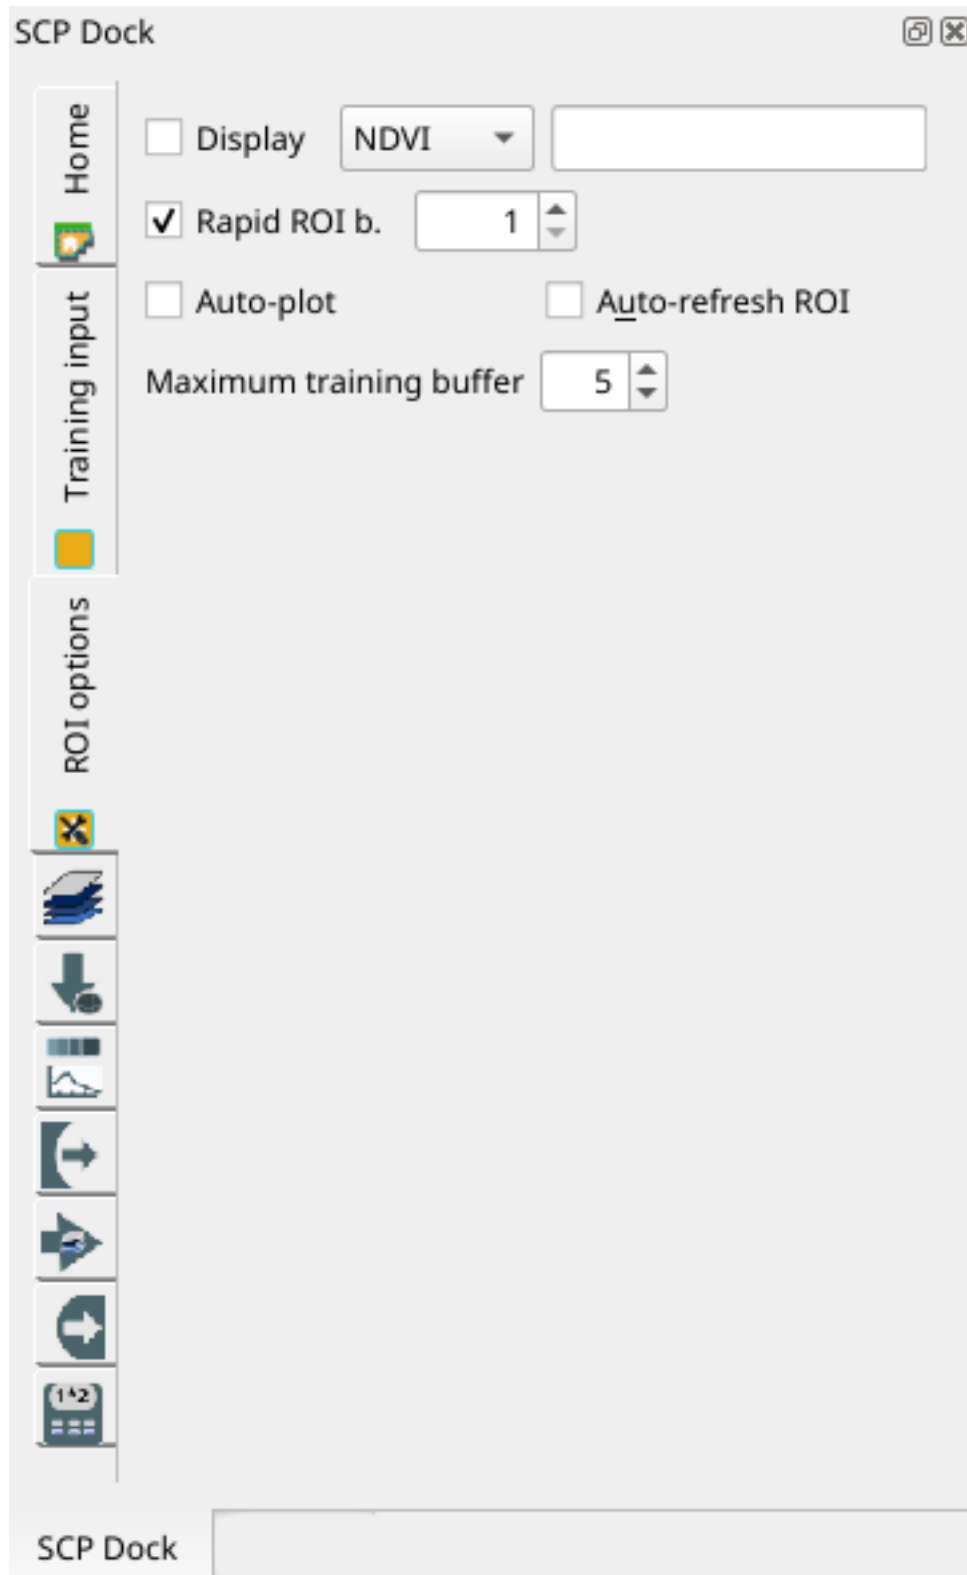 SCP Dock
Home
Display NDVI
Rapid ROI b. 1
Auto-plot Auto-refresh ROI
Maximum training buffer 5
Training input
ROI options
1^2
SCP Dock